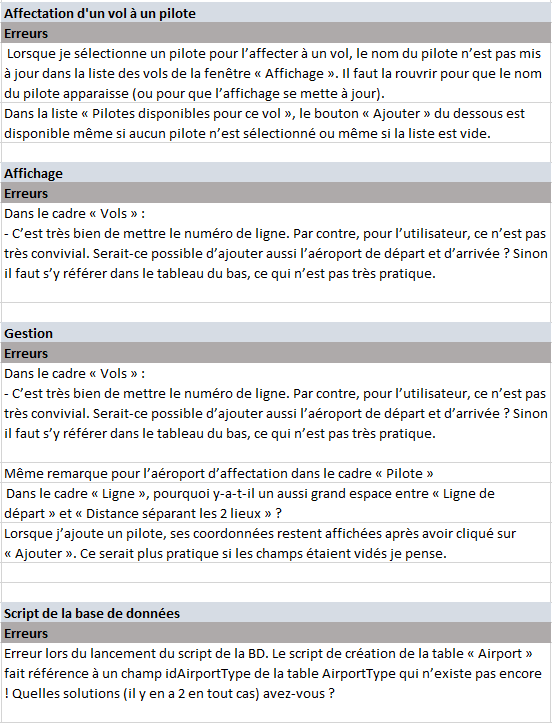 Affectation d'un vol à un pilote
Erreurs
Lorsque je sélectionne un pilote pour l’affecter à un vol, le nom du pilote n’est pas mis
à jour dans la liste des vols de la fenêtre « Affichage ». Il faut la rouvrir pour que le nom
du pilote apparaisse (ou pour que l’affichage se mette à jour).
Dans la liste « Pilotes disponibles pour ce vol », le bouton « Ajouter » du dessous est
disponible même si aucun pilote n’est sélectionné ou même si la liste est vide.
Affichage
Erreurs
Dans le cadre « Vols » :
- C’est très bien de mettre le numéro de ligne. Par contre, pour l’utilisateur, ce n’est pas
très convivial. Serait-ce possible d’ajouter aussi l’aéroport de départ et d’arrivée ? Sinon
il faut s’y référer dans le tableau du bas, ce qui n’est pas très pratique.
Gestion
Erreurs
Dans le cadre « Vols » :
- C’est très bien de mettre le numéro de ligne. Par contre, pour l’utilisateur, ce n’est pas
très convivial. Serait-ce possible d’ajouter aussi l’aéroport de départ et d’arrivée ? Sinon
il faut s’y référer dans le tableau du bas, ce qui n’est pas très pratique.
Même remarque pour l’aéroport d’affectation dans le cadre « Pilote »
Dans le cadre « Ligne », pourquoi y-a-t-il un aussi grand espace entre « Ligne de
départ » et « Distance séparant les 2 lieux » ?
Lorsque j’ajoute un pilote, ses coordonnées restent affichées après avoir cliqué sur
« Ajouter ». Ce serait plus pratique si les champs étaient vidés je pense.
Script de la base de données
Erreurs
Erreur lors du lancement du script de la BD. Le script de création de la table « Airport »
fait référence à un champ idAirportType de la table AirportType qui n’existe pas encore
! Quelles solutions (il y en a 2 en tout cas) avez-vous ?